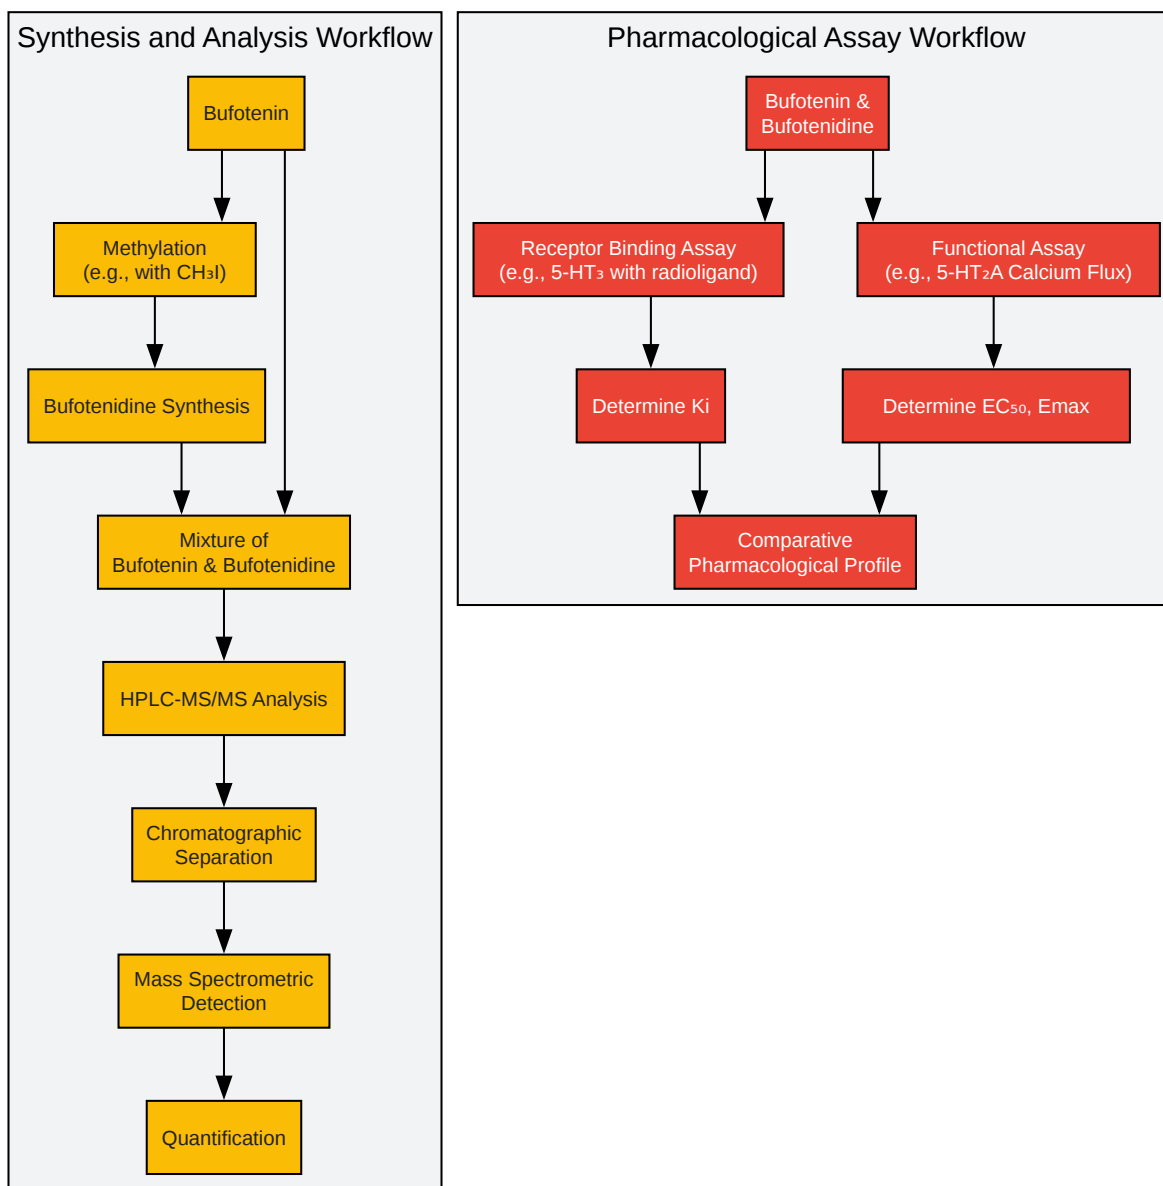 Synthesis and Analysis Workflow
Bufotenin
Methylation
(e.g., with CH₃I)
Bufotenidine Synthesis
Mixture of
Bufotenin & Bufotenidine
HPLC-MS/MS Analysis
Chromatographic
Separation
Mass Spectrometric
Detection
Quantification
Pharmacological Assay Workflow
Bufotenin &
Bufotenidine
Receptor Binding Assay
(e.g., 5-HT₃ with radioligand)
Functional Assay
(e.g., 5-HT₂A Calcium Flux)
Determine Ki
Determine EC₅₀, Emax
Comparative
Pharmacological Profile